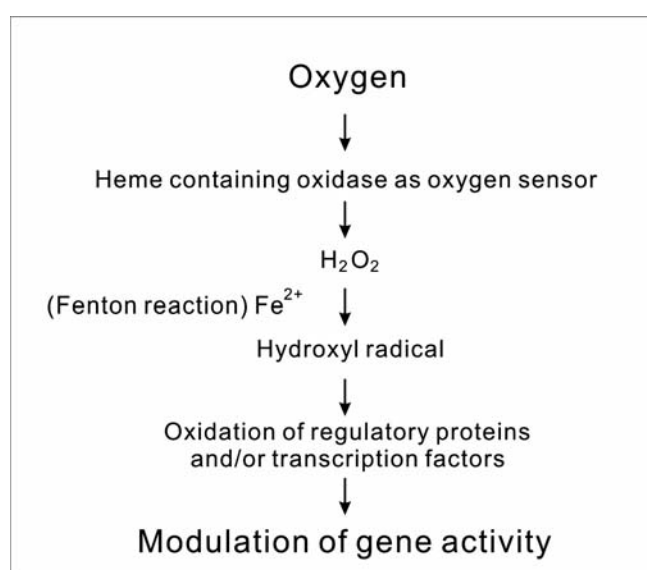 Oxygen
Heme containing oxidase as oxygen sensor
H₂O₂
(Fenton reaction) Fe²⁺
Hydroxyl radical
Oxidation of regulatory proteins
and/or transcription factors
Modulation of gene activity